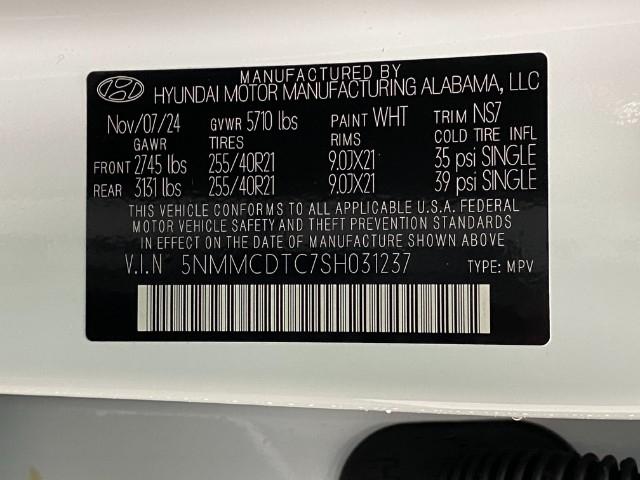 MANUFACTURED BY
HYUNDAI MOTOR MANUFACTURING ALABAMA, LLC
Nov/07/24 GVWR 5710 lbs PAINT WHT TRIM NS7
GAWR TIRES RIMS COLD TIRE INFL
FRONT 2745 lbs 255/40R21 9.0JX21 35 psi SINGLE
REAR 3131 lbs 255/40R21 9.0JX21 39 psi SINGLE
THIS VEHICLE CONFORMS TO ALL APPLICABLE U.S.A. FEDERAL
MOTOR VEHICLE SAFETY AND THEFT PREVENTION STANDARDS
IN EFFECT ON THE DATE OF MANUFACTURE SHOWN ABOVE.
V.I.N 5NMMCDTC7SH031237 TYPE: MPV